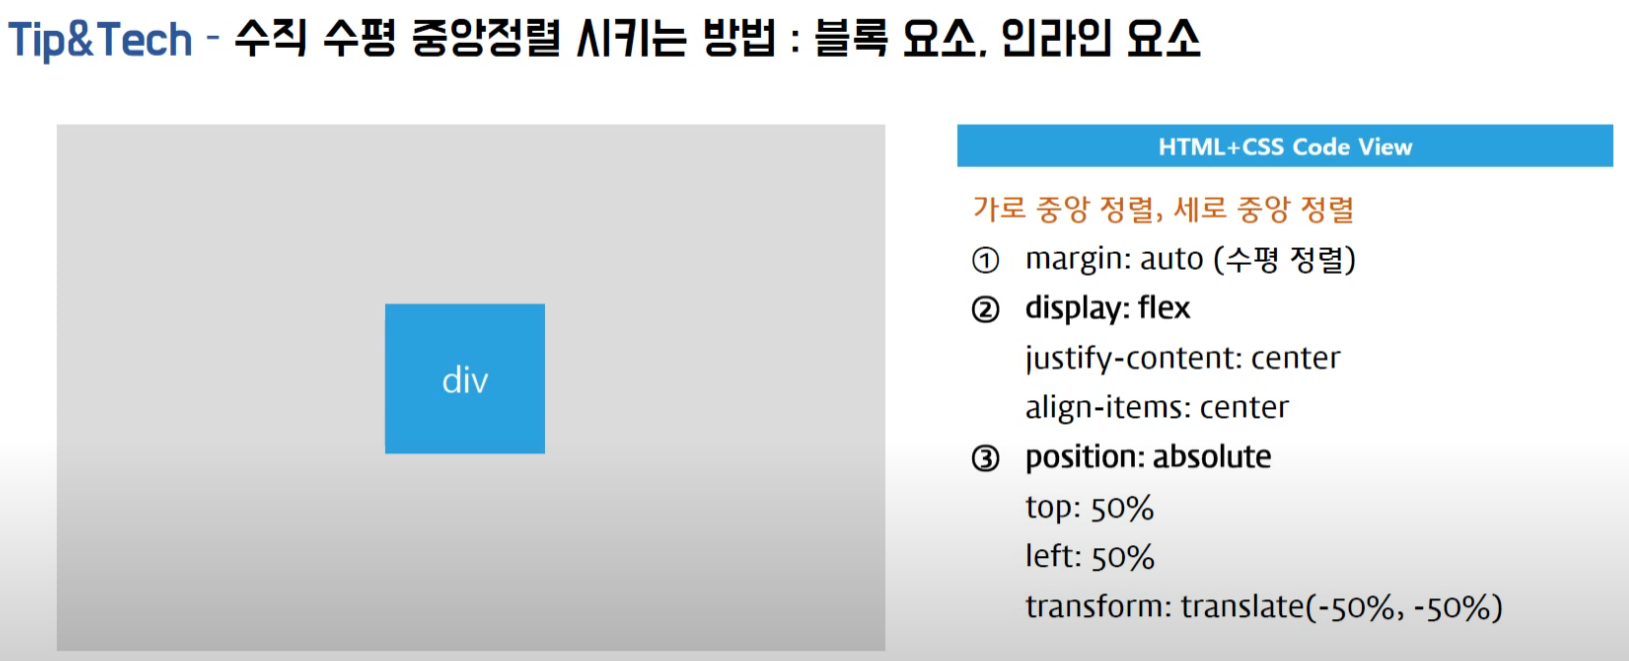 Tip&Tech - 수직 수평 중앙정렬 시키는 방법 : 블록 요소, 인라인 요소
div
HTML+CSS Code View
가로 중앙 정렬, 세로 중앙 정렬
① margin: auto (수평 정렬)
② display: flex
justify-content: center
align-items: center
③ position: absolute
top: 50%
left: 50%
transform: translate(-50%, -50%)